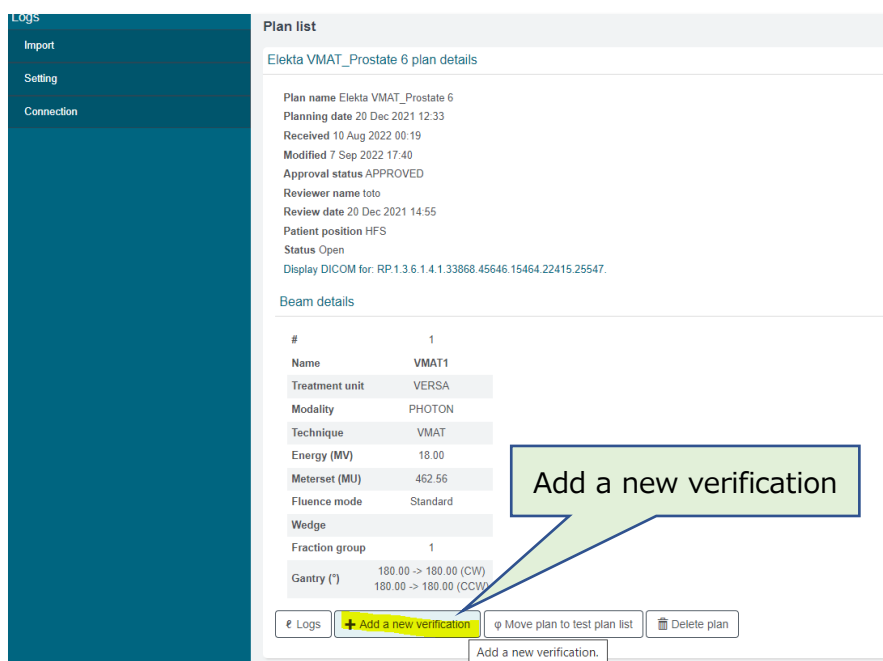 Logs
Import
Setting
Connection
Plan list
Elekta VMAT_Prostate 6 plan details
Plan name Elekta VMAT_Prostate 6
Planning date 20 Dec 2021 12:33
Received 10 Aug 2022 00:19
Modified 7 Sep 2022 17:40
Approval status APPROVED
Reviewer name toto
Review date 20 Dec 2021 14:55
Patient position HFS
Status Open
Display DICOM for: RP.1.3.6.1.4.1.33868.45646.15464.22415.25547.
Beam details
# 1
Name VMAT1
Treatment unit VERSA
Modality PHOTON
Technique VMAT
Energy (MV) 18.00
Meterset (MU) 462.56
Fluence mode Standard
Wedge
Fraction group 1
Gantry (°) 180.00 -> 180.00 (CW)
180.00 -> 180.00 (CCW)
Add a new verification
ℓ Logs + Add a new verification φ Move plan to test plan list Delete plan
Add a new verification.